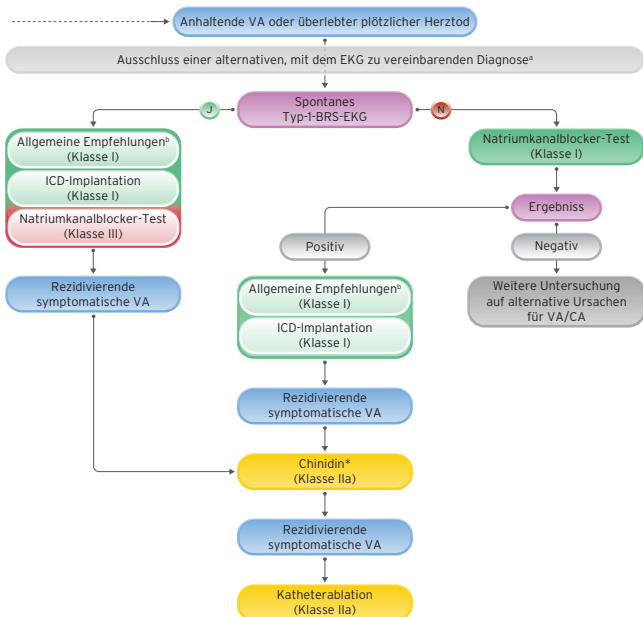 Anhaltende VA oder überlebter plötzlicher Herztod
Ausschluss einer alternativen, mit dem EKG zu vereinbarenden Diagnoseᵃ
Spontanes
Typ-1-BRS-EKG
J
N
Allgemeine Empfehlungenᵇ
(Klasse I)
ICD-Implantation
(Klasse I)
Natriumkanalblocker-Test
(Klasse III)
Rezidivierende
symptomatische VA
Natriumkanalblocker-Test
(Klasse I)
Ergebniss
Positiv
Negativ
Allgemeine Empfehlungenᵇ
(Klasse I)
ICD-Implantation
(Klasse I)
Weitere Untersuchung
auf alternative Ursachen
für VA/CA
Rezidivierende
symptomatische VA
Chinidin*
(Klasse IIa)
Rezidivierende
symptomatische VA
Katheterablation
(Klasse IIa)